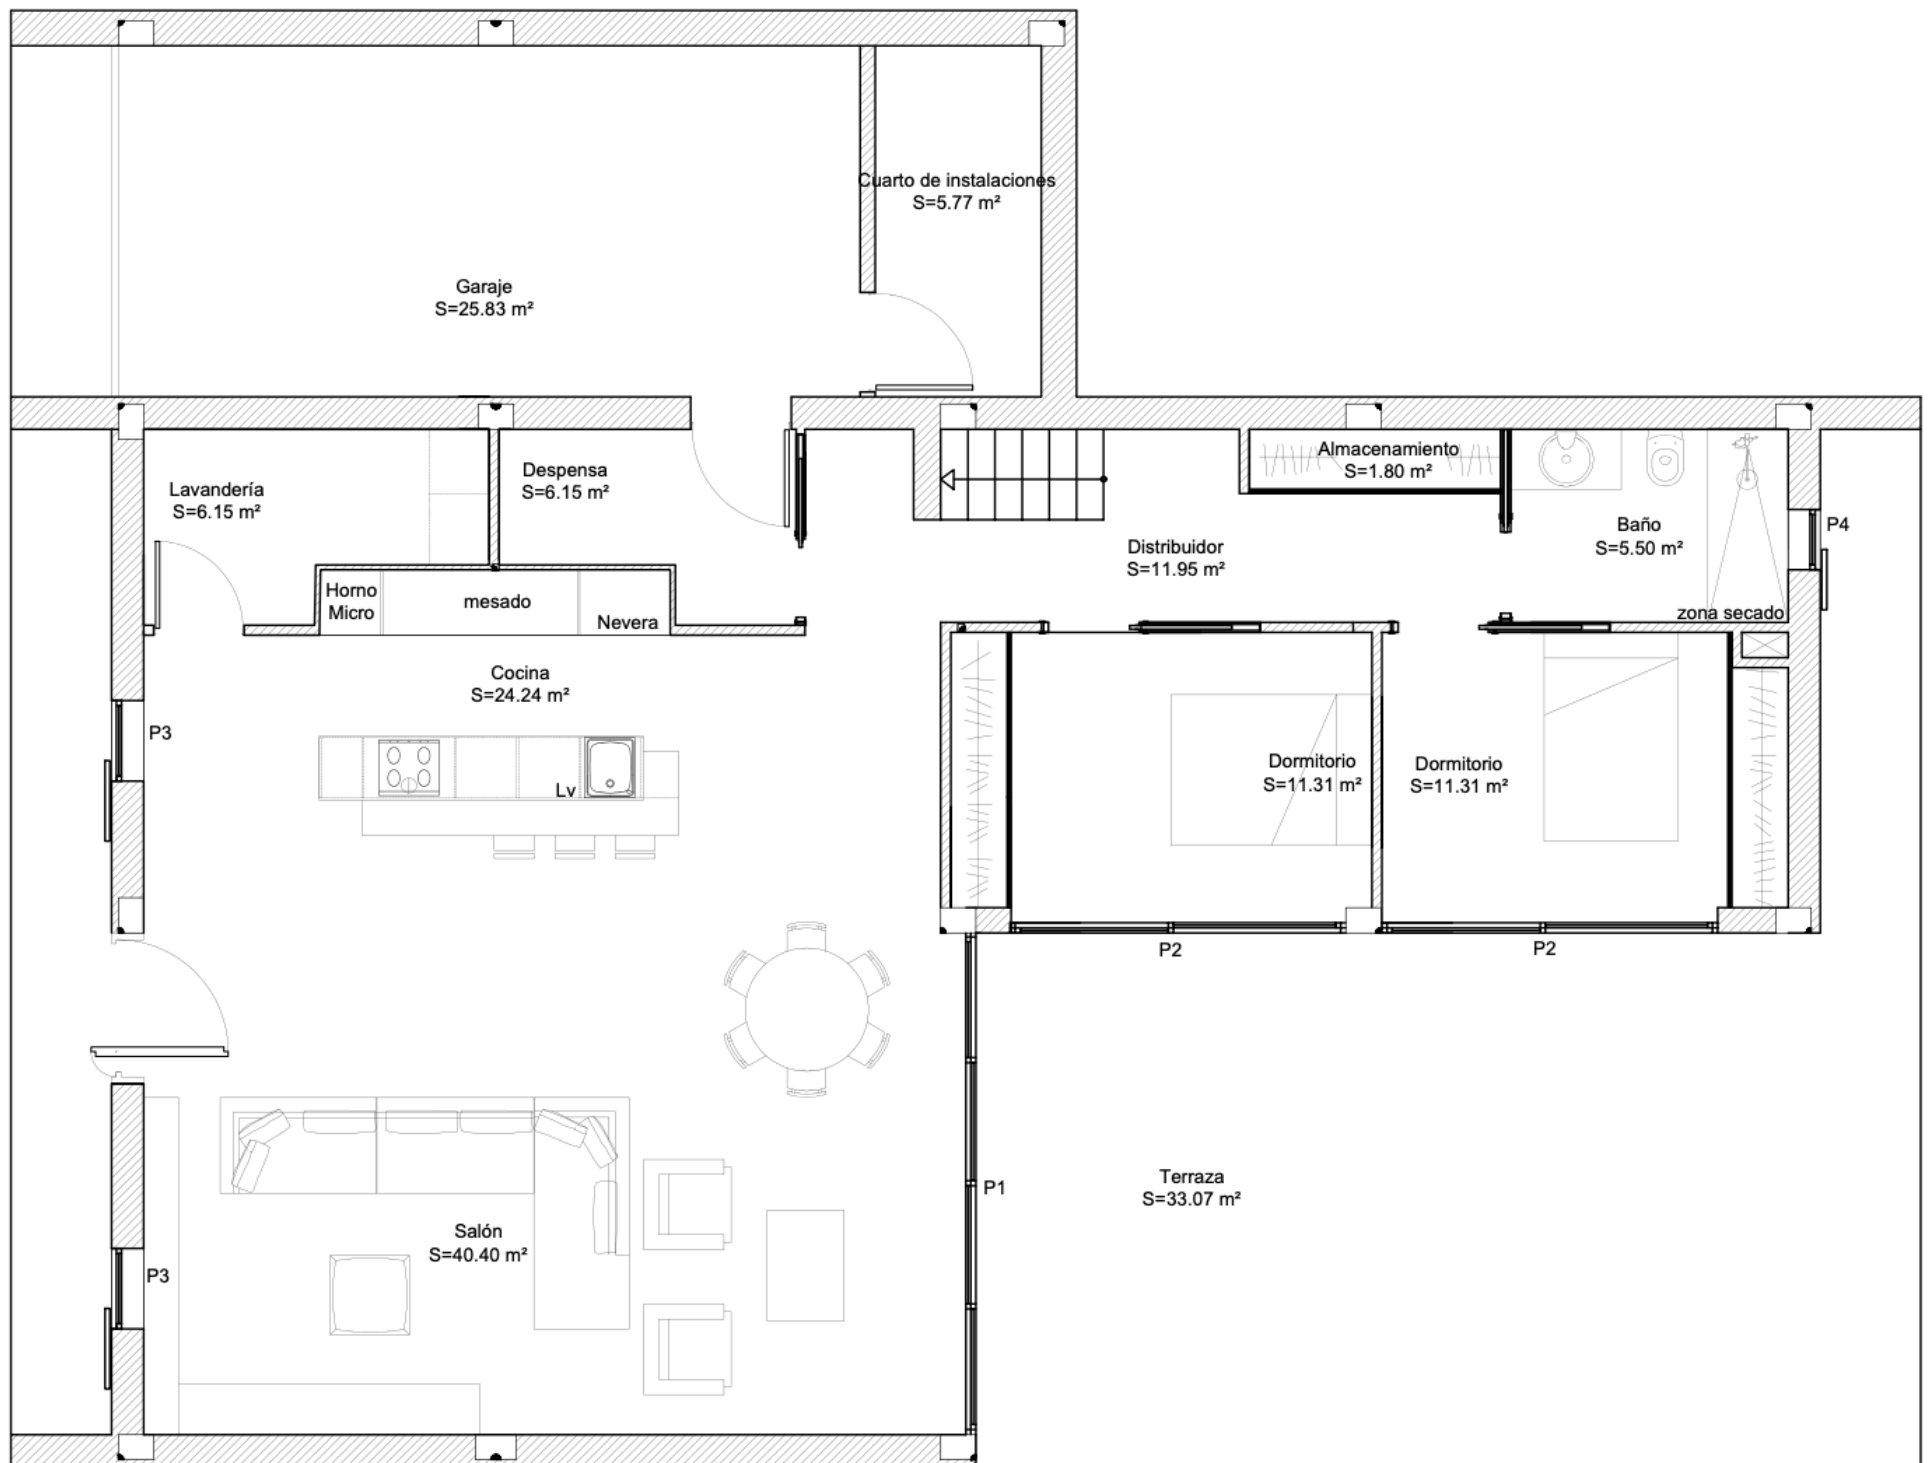 Cuarto de instalaciones
S=5.77 m²
Garaje
S=25.83 m²
Lavandería
S=6.15 m²
Despensa
S=6.15 m²
Almacenamiento
S=1.80 m²
Baño
S=5.50 m²
P4
Distribuidor
S=11.95 m²
Horno
Micro
mesado
Nevera
zona secado
Cocina
S=24.24 m²
P3
Lv
Dormitorio
S=11.31 m²
Dormitorio
S=11.31 m²
P2
P2
P1
Terraza
S=33.07 m²
Salón
S=40.40 m²
P3